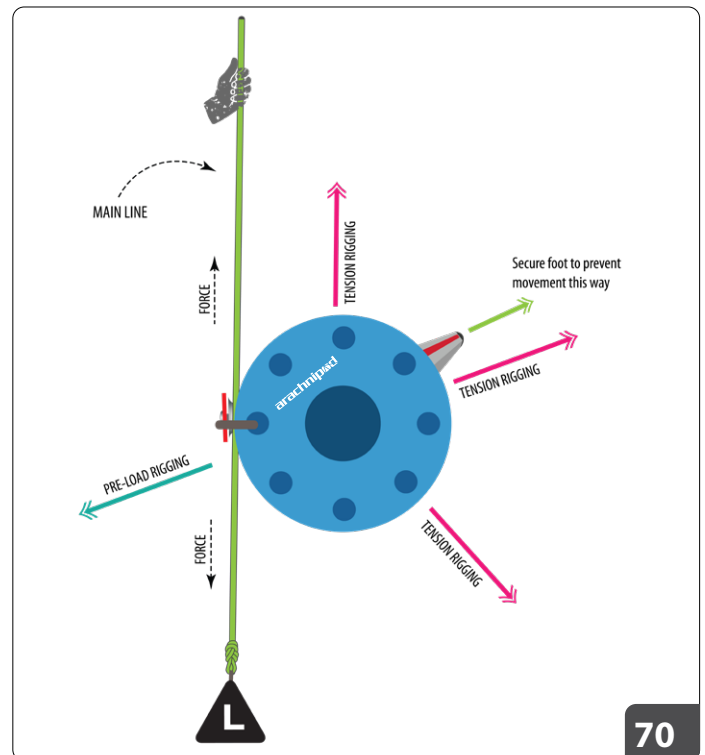 MAIN LINE
FORCE
TENSION RIGGING
Secure foot to prevent
movement this way
arachnipod
TENSION RIGGING
PRE-LOAD RIGGING
FORCE
TENSION RIGGING
L
70